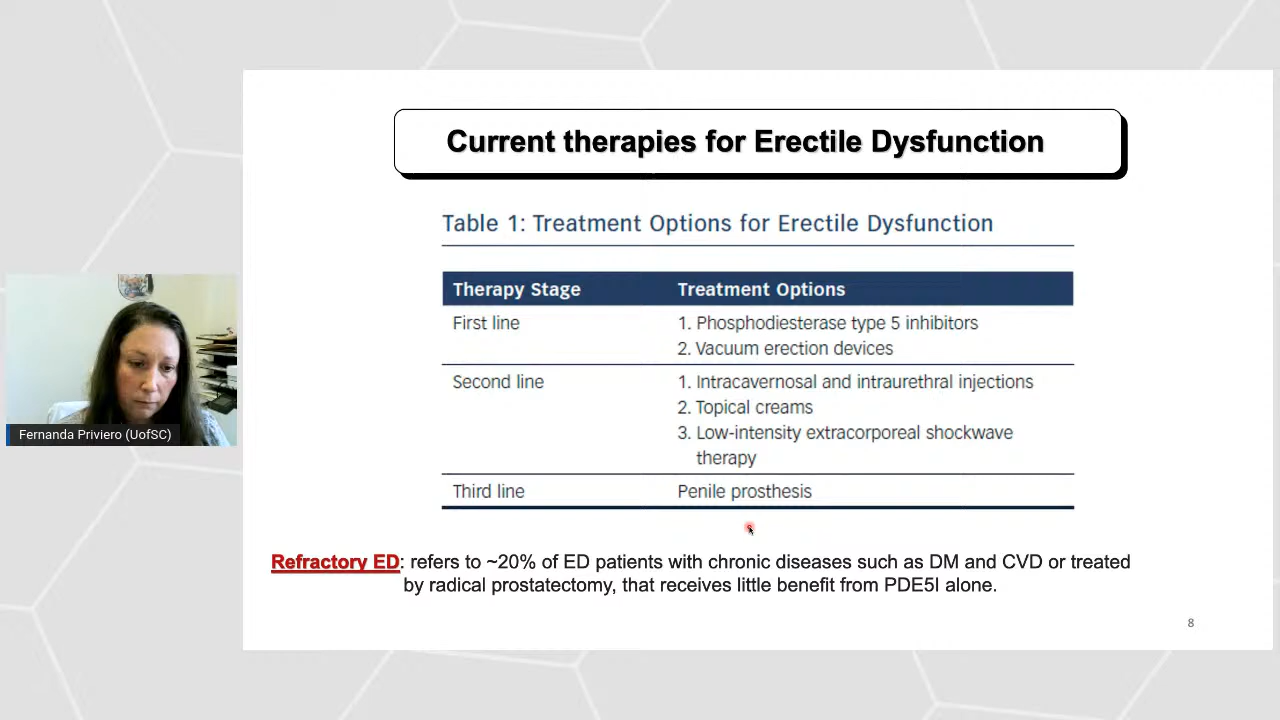 Current therapies for Erectile Dysfunction
Table 1: Treatment Options for Erectile Dysfunction
Therapy Stage Treatment Options
First line 1. Phosphodiesterase type 5 inhibitors
2. Vacuum erection devices
Second line 1. Intracavernosal and intraurethral injections
2. Topical creams
3. Low-intensity extracorporeal shockwave
therapy
Third line Penile prosthesis
Refractory ED: refers to ~20% of ED patients with chronic diseases such as DM and CVD or treated
by radical prostatectomy, that receives little benefit from PDE5I alone.
8
Fernanda Priviero (UofSC)